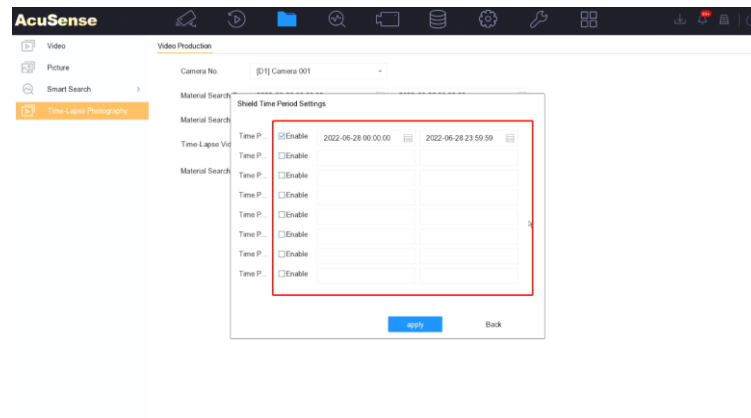 AcuSense
Video
Video Production
Picture
Camera No.
[D1] Camera 001
Smart Search
Material Search
Shield Time Period Settings
Time-Lapse Photography
Material Search
Time P... Enable 2022-06-28 00:00:00 2022-06-28 23:59:59
Time-Lapse Vid
Time P... Enable
Material Search
Time P... Enable
Time P... Enable
Time P... Enable
Time P... Enable
Time P... Enable
Time P... Enable
apply
Back